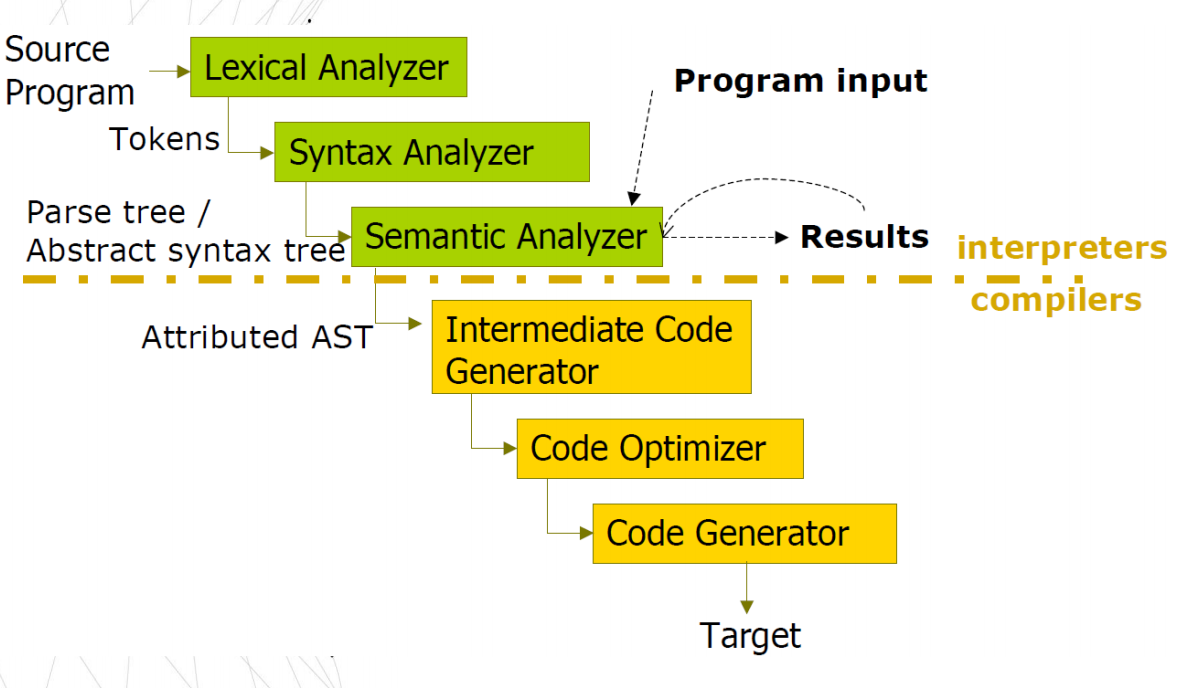 Source
Program
Lexical Analyzer
Program input
Tokens
Syntax Analyzer
Parse tree /
Abstract syntax tree
Semantic Analyzer
Results
interpreters
compilers
Attributed AST
Intermediate Code
Generator
Code Optimizer
Code Generator
Target